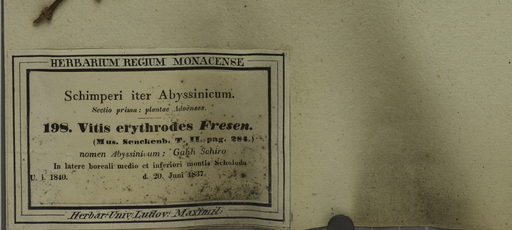 HERBARIUM REGIUM MONACENSE
Schimperi iter Abyssinicum.
Sectio prima: plantae Adoënses.
198. Vitis erythrodes Fresen.
(Mus. Senckenb. T. II. pag. 284.)
nomen Abyssinicum: Schiro
In latere boreali medio et inferiori montis Scholoda
U. i. 1840. d. 20. Juni 1837.
Herbar. Univ. Ludov. Maximil.